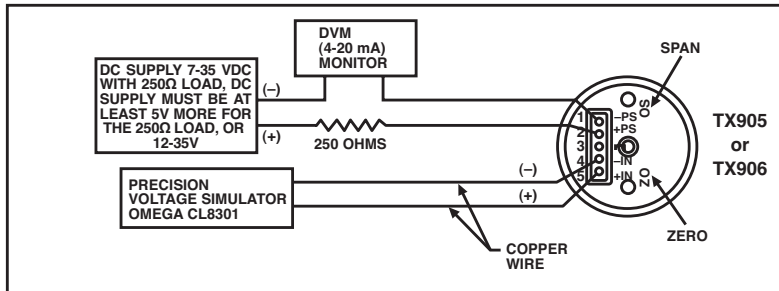 DVM
(4-20 mA)
MONITOR
DC SUPPLY 7-35 VDC
WITH 250Ω LOAD, DC
SUPPLY MUST BE AT
LEAST 5V MORE FOR
THE 250Ω LOAD, OR
12-35V
(–)
(+)
250 OHMS
PRECISION
VOLTAGE SIMULATOR
OMEGA CL8301
(–)
(+)
COPPER
WIRE
SPAN
SO
1 –PS
2 +PS
3
4 –IN
5 +IN
OZ
ZERO
TX905
or
TX906